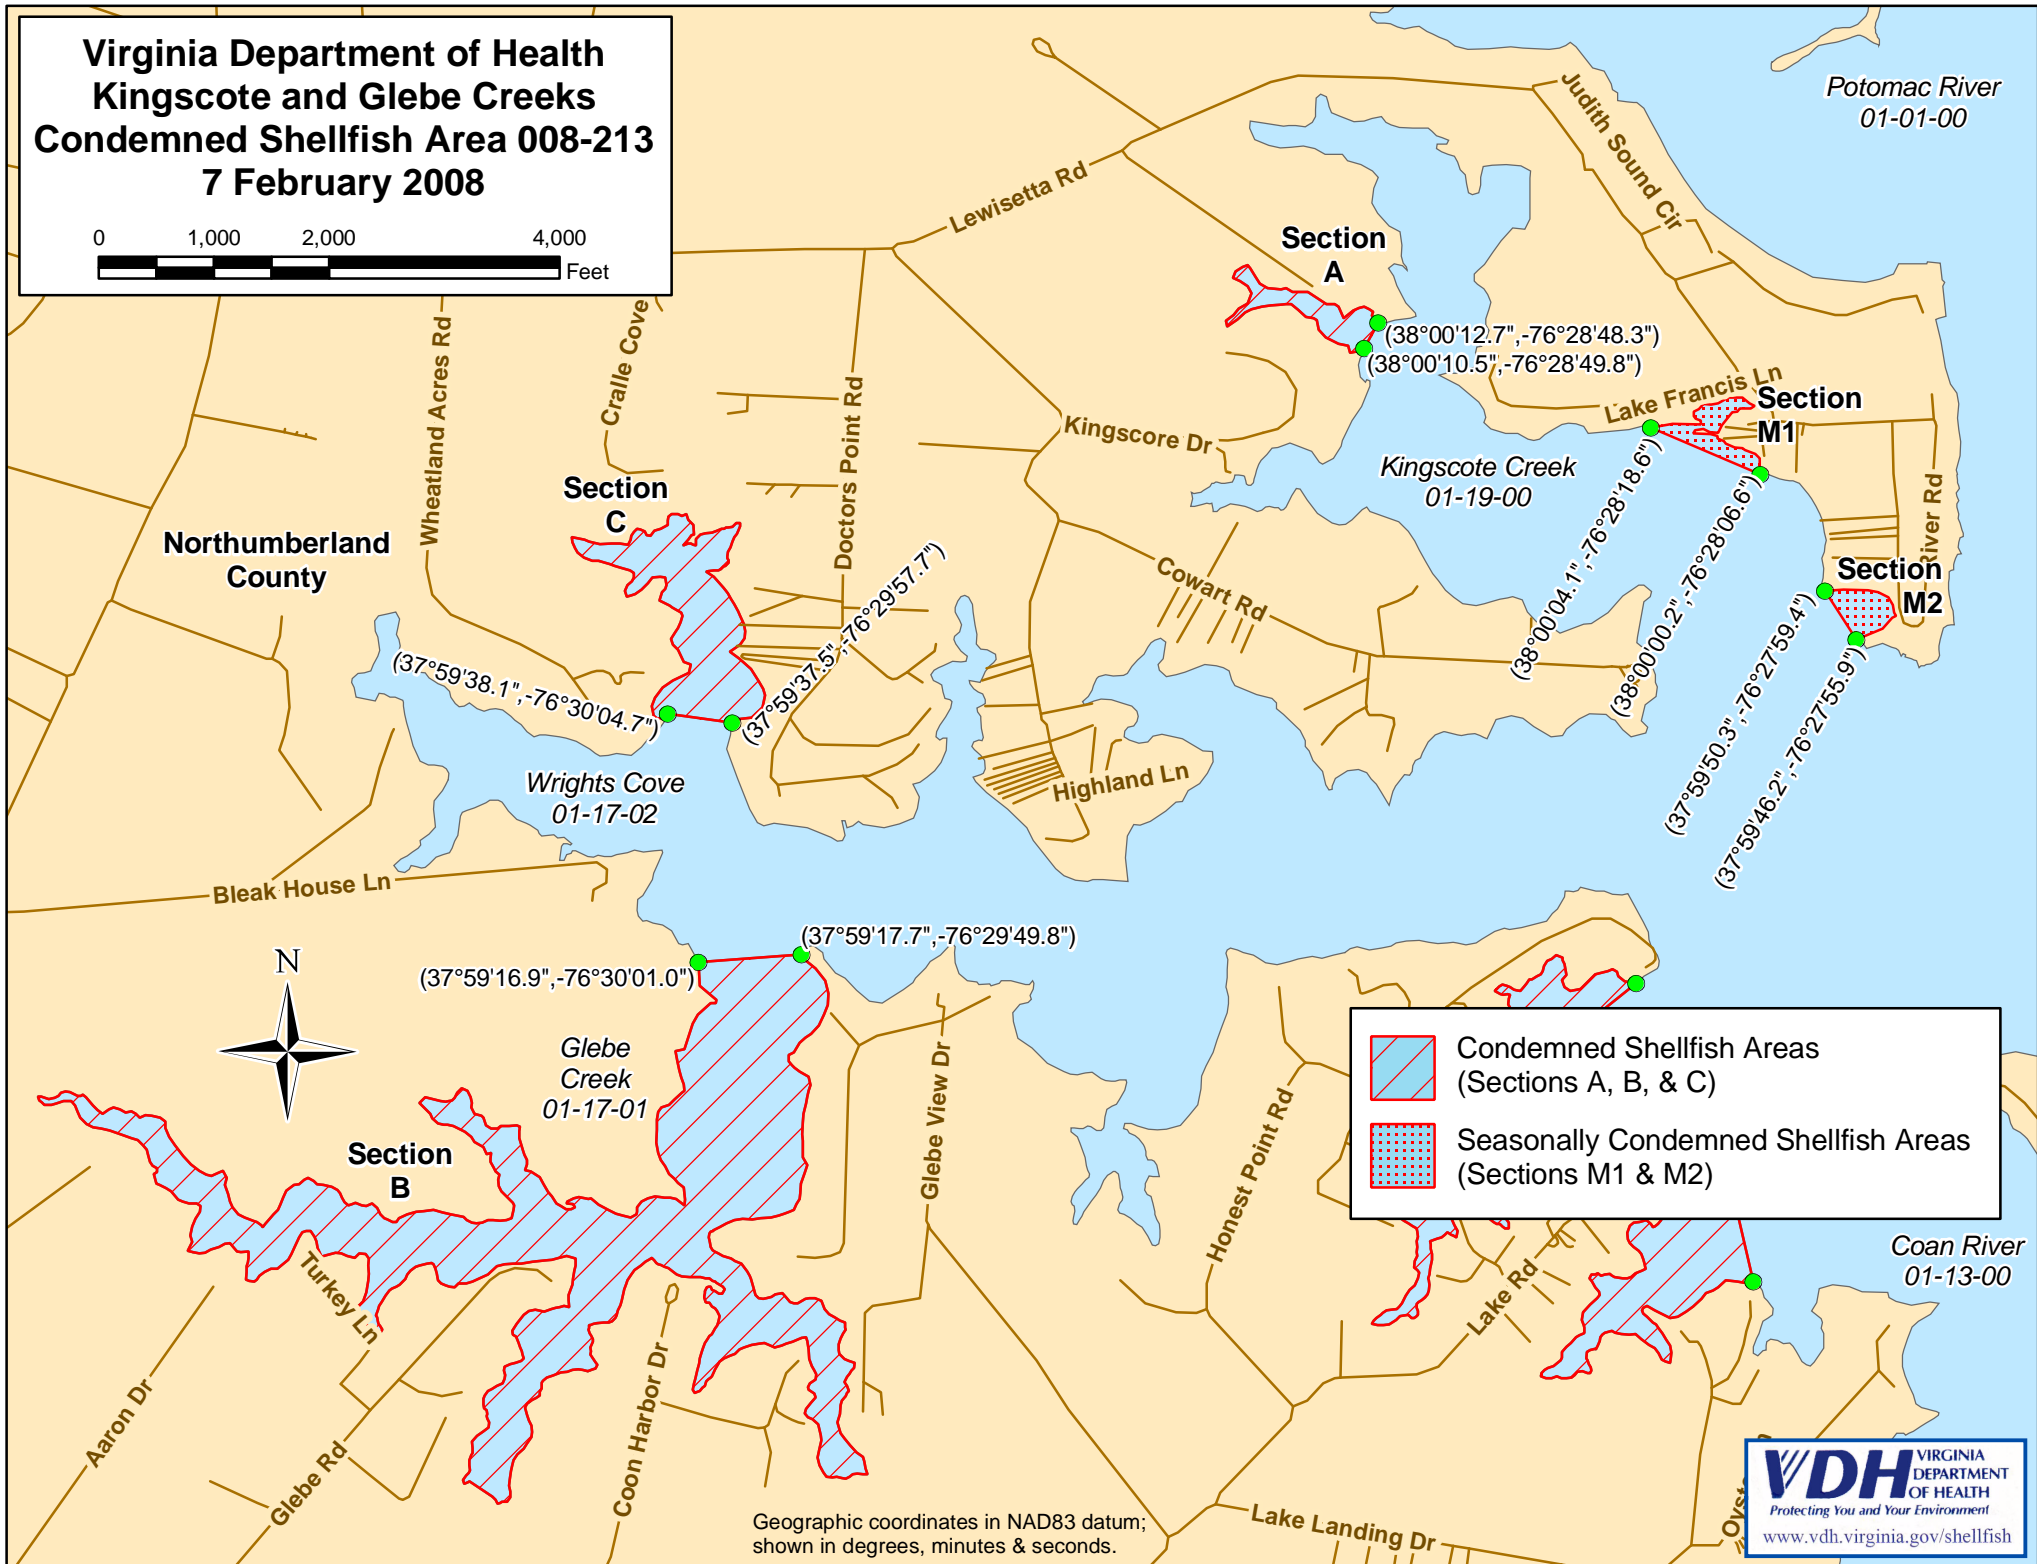 Virginia Department of Health
Kingscote and Glebe Creeks
Condemned Shellfish Area 008-213
7 February 2008
0 1,000 2,000 4,000
Feet
Potomac River
01-01-00
Judith Sound Cir
Lewisetta Rd
Section
A
(38°00'12.7",-76°28'48.3")
(38°00'10.5",-76°28'49.8")
Lake Francis Ln
Section
M1
Kingscore Dr
Kingscote Creek
01-19-00
(38°00'04.1",-76°28'18.6")
(38°00'00.2",-76°28'06.6")
River Rd
Section
M2
(37°59'50.3",-76°27'59.4")
(37°59'46.2",-76°27'55.9")
Wheatland Acres Rd
Cralle Cove
Doctors Point Rd
Section
C
Northumberland
County
Cowart Rd
(37°59'38.1",-76°30'04.7")
(37°59'37.5",-76°29'57.7")
Wrights Cove
01-17-02
Highland Ln
Bleak House Ln
(37°59'17.7",-76°29'49.8")
(37°59'16.9",-76°30'01.0")
N
Glebe
Creek
01-17-01
Glebe View Dr
Honest Point Rd
Section
B
Condemned Shellfish Areas
(Sections A, B, & C)
Seasonally Condemned Shellfish Areas
(Sections M1 & M2)
Coan River
01-13-00
Turkey Ln
Lake Rd
Aaron Dr
Glebe Rd
Coon Harbor Dr
Lake Landing Dr
Geographic coordinates in NAD83 datum;
shown in degrees, minutes & seconds.
VDH
VIRGINIA
DEPARTMENT
OF HEALTH
Protecting You and Your Environment
www.vdh.virginia.gov/shellfish